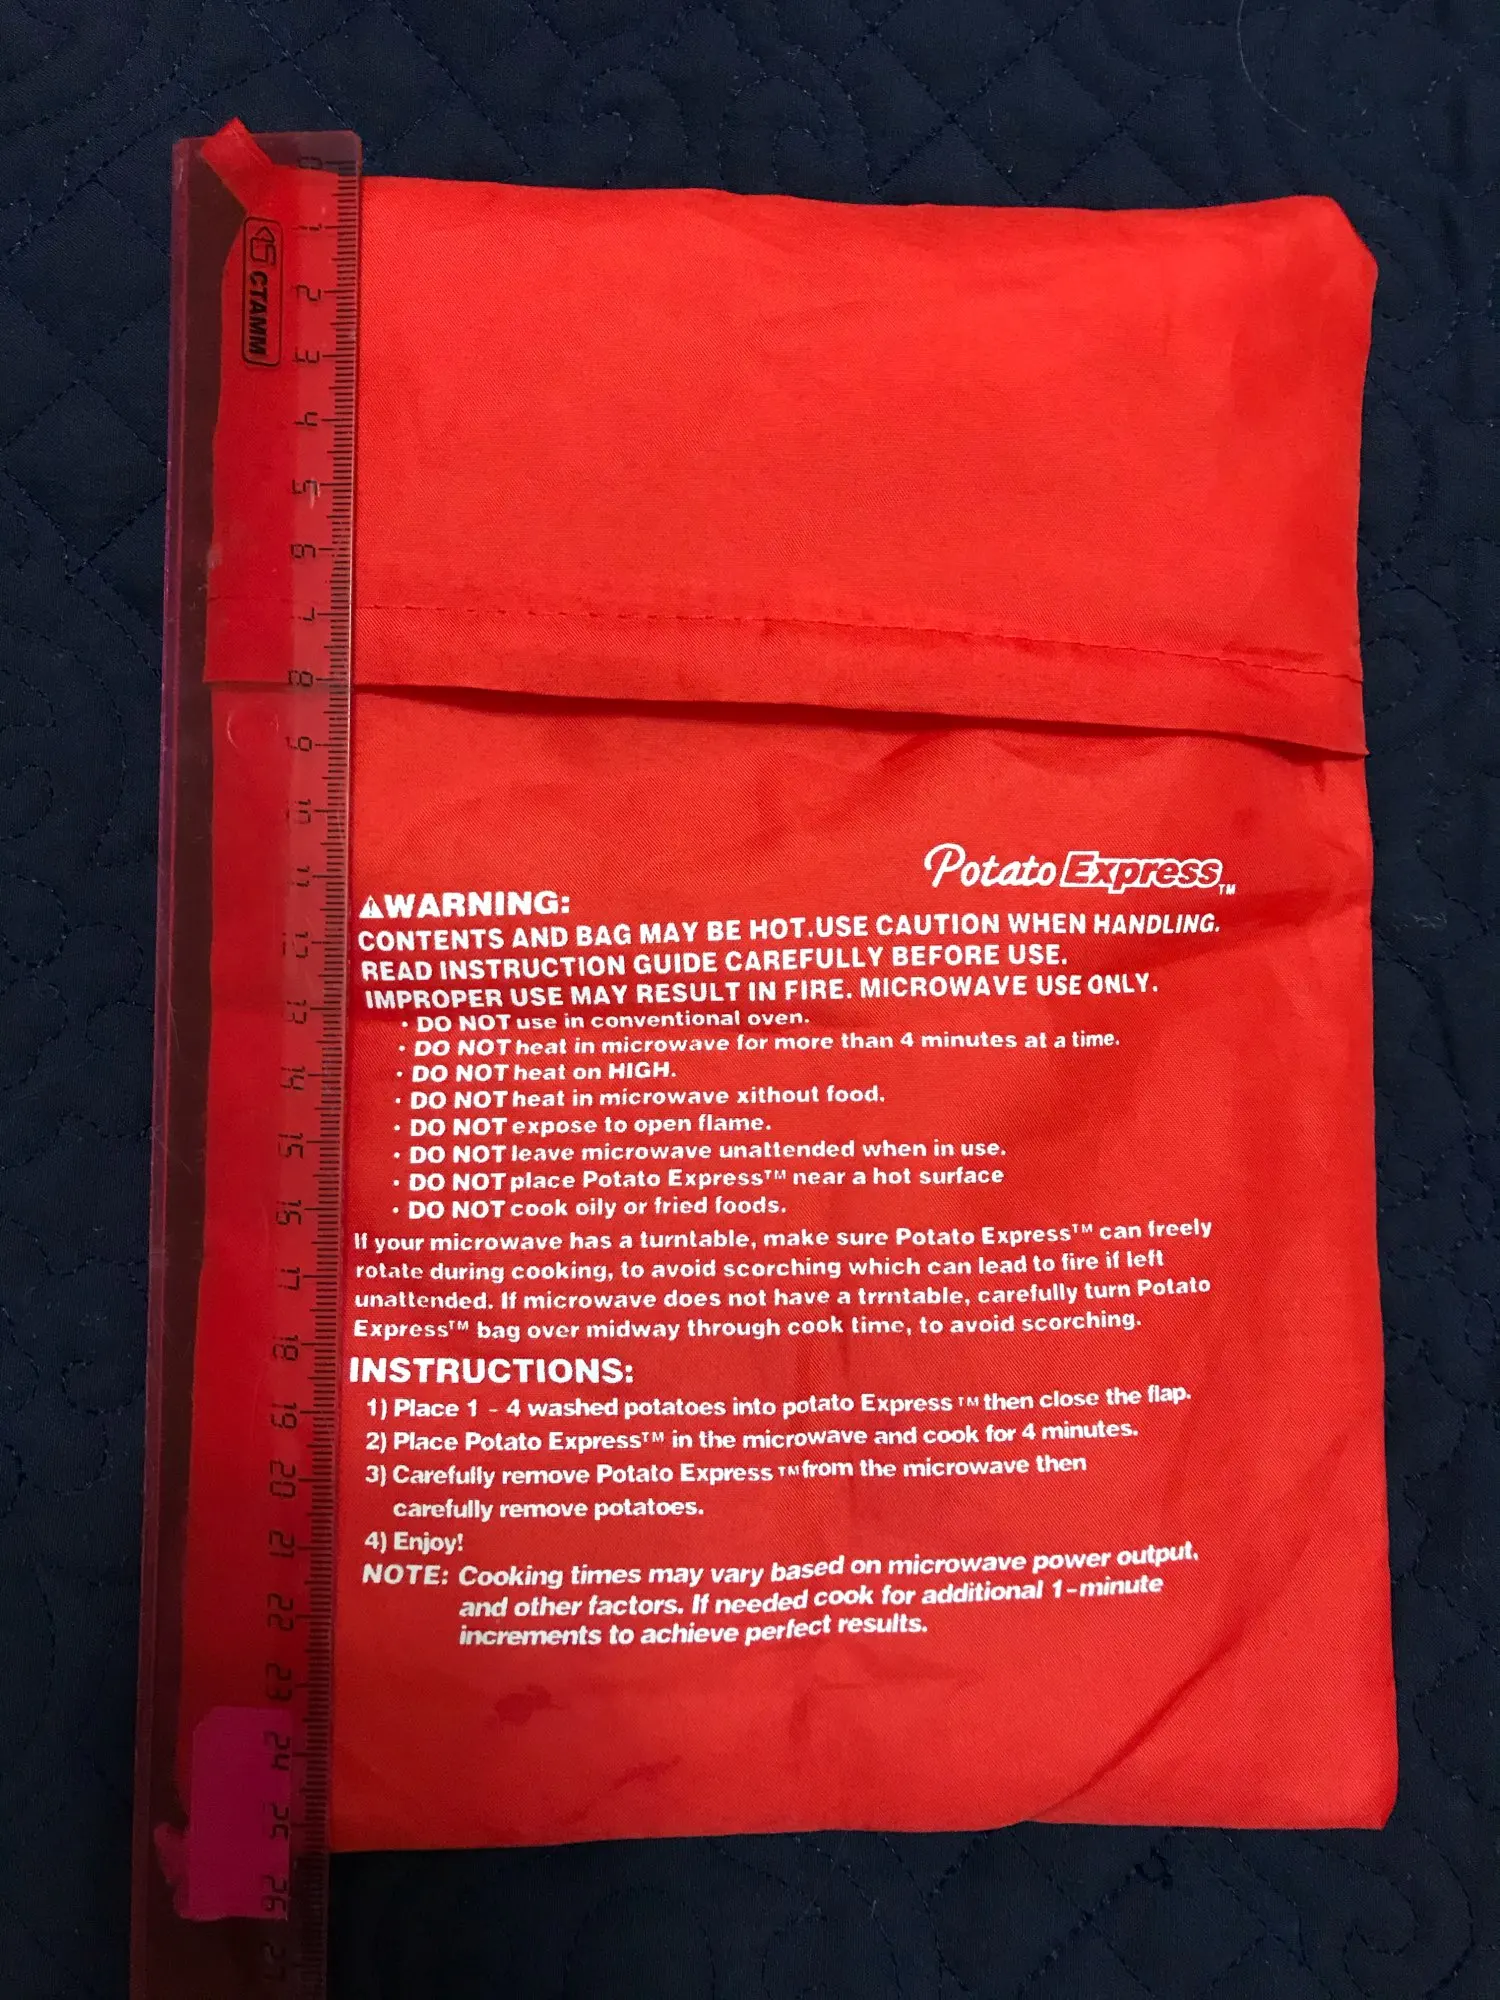 0
СТАММ
1
2
3
4
5
6
7
8
9
10
11
12
13
14
15
16
17
18
19
20
21
22
23
24
25
26
27
Potato Express™
⚠WARNING:
CONTENTS AND BAG MAY BE HOT.USE CAUTION WHEN HANDLING.
READ INSTRUCTION GUIDE CAREFULLY BEFORE USE.
IMPROPER USE MAY RESULT IN FIRE. MICROWAVE USE ONLY.
• DO NOT use in conventional oven.
• DO NOT heat in microwave for more than 4 minutes at a time.
• DO NOT heat on HIGH.
• DO NOT heat in microwave xithout food.
• DO NOT expose to open flame.
• DO NOT leave microwave unattended when in use.
• DO NOT place Potato Express™ near a hot surface
• DO NOT cook oily or fried foods.
If your microwave has a turntable, make sure Potato Express™ can freely
rotate during cooking, to avoid scorching which can lead to fire if left
unattended. If microwave does not have a trrntable, carefully turn Potato
Express™ bag over midway through cook time, to avoid scorching.
INSTRUCTIONS:
1) Place 1 - 4 washed potatoes into potato Express ™ then close the flap.
2) Place Potato Express™ in the microwave and cook for 4 minutes.
3) Carefully remove Potato Express ™ from the microwave then
carefully remove potatoes.
4) Enjoy!
NOTE: Cooking times may vary based on microwave power output,
and other factors. If needed cook for additional 1-minute
increments to achieve perfect results.